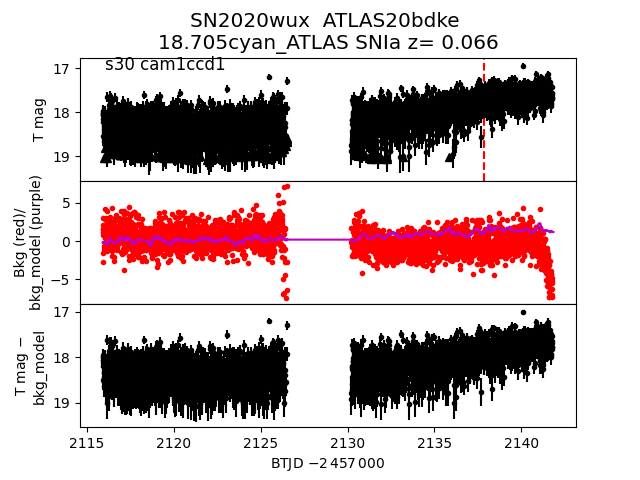 SN2020wux  ATLAS20bdke
18.705cyan_ATLAS SNIa z= 0.066
s30 cam1ccd1
T mag
17
18
19
Bkg (red)/
bkg_model (purple)
5
0
−5
T mag −
bkg_model
17
18
19
2115
2120
2125
2130
2135
2140
BTJD −2 457 000